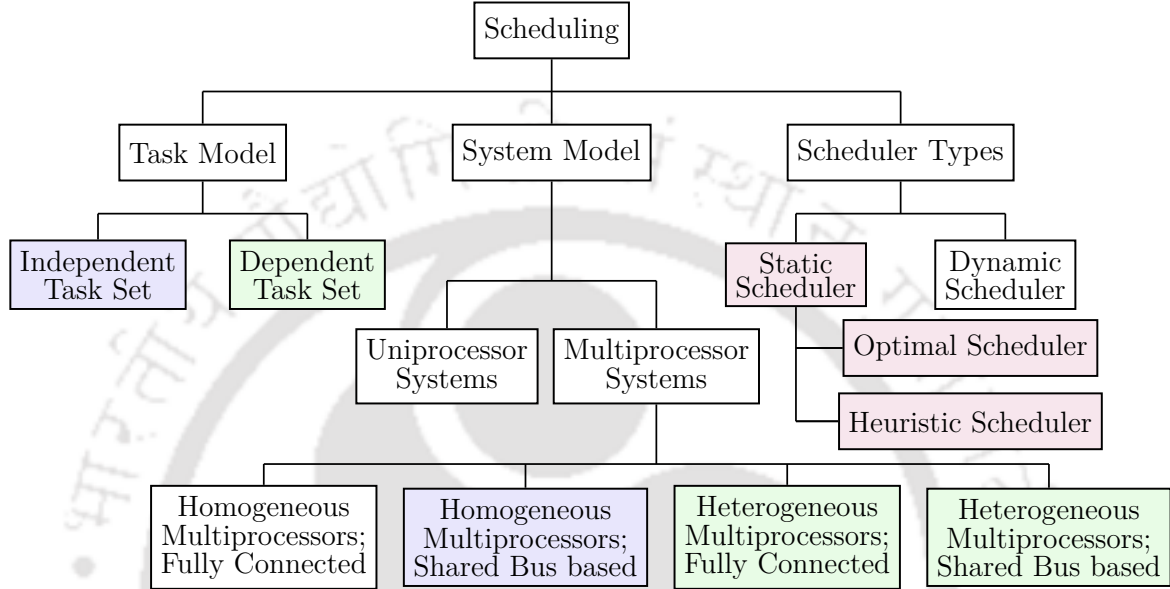 Scheduling
Task Model
System Model
Scheduler Types
Independent
Task Set
Dependent
Task Set
Static
Scheduler
Dynamic
Scheduler
Uniprocessor
Systems
Multiprocessor
Systems
Optimal Scheduler
Heuristic Scheduler
Homogeneous
Multiprocessors;
Fully Connected
Homogeneous
Multiprocessors;
Shared Bus based
Heterogeneous
Multiprocessors;
Fully Connected
Heterogeneous
Multiprocessors;
Shared Bus based